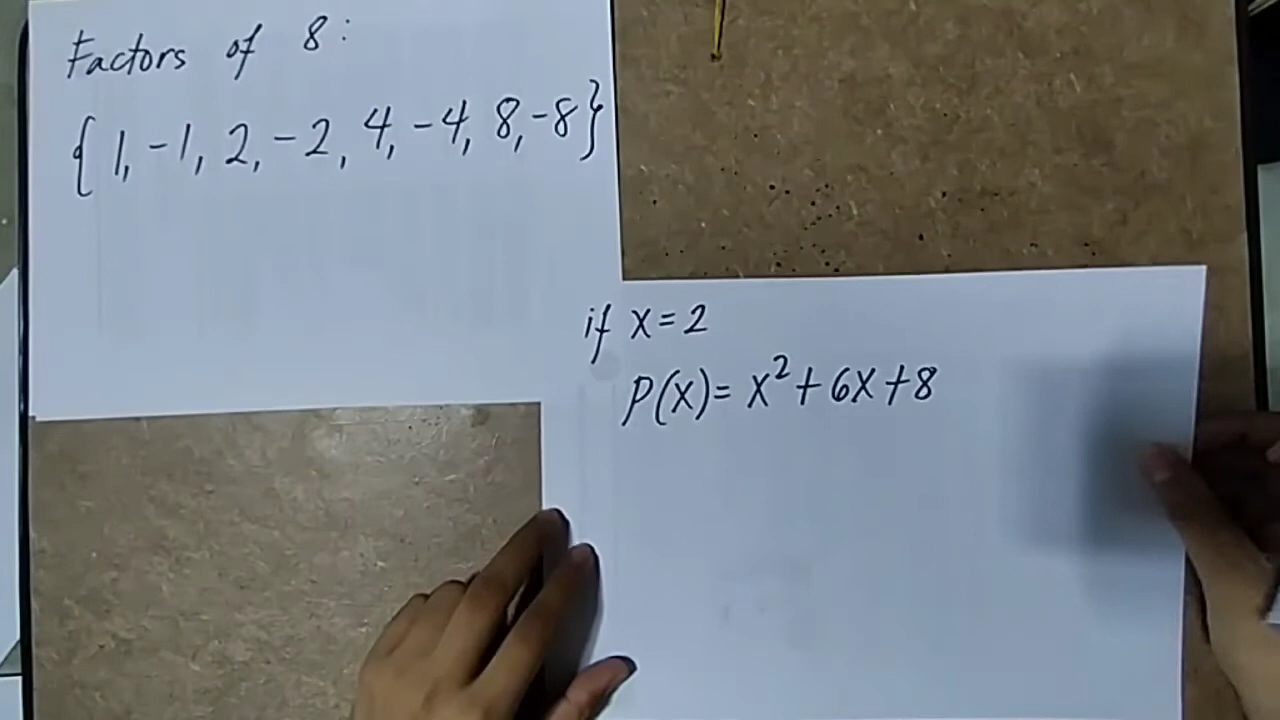 Factors of 8:
{1, -1, 2, -2, 4, -4, 8, -8}
if x = 2
P(x) = x² + 6x + 8